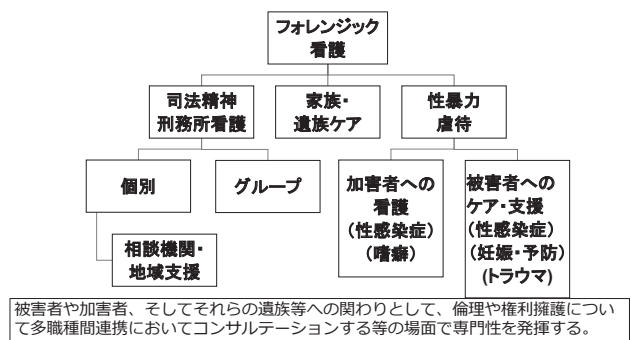 フォレンジック
看護
司法精神
刑務所看護
家族・
遺族ケア
性暴力
虐待
個別
グループ
加害者への
看護
（性感染症）
（嗜癖）
被害者への
ケア・支援
（性感染症）
（妊娠・予防）
(トラウマ)
相談機関・
地域支援
被害者や加害者、そしてそれらの遺族等への関わりとして、倫理や権利擁護につい
て多職種間連携においてコンサルテーションする等の場面で専門性を発揮する。